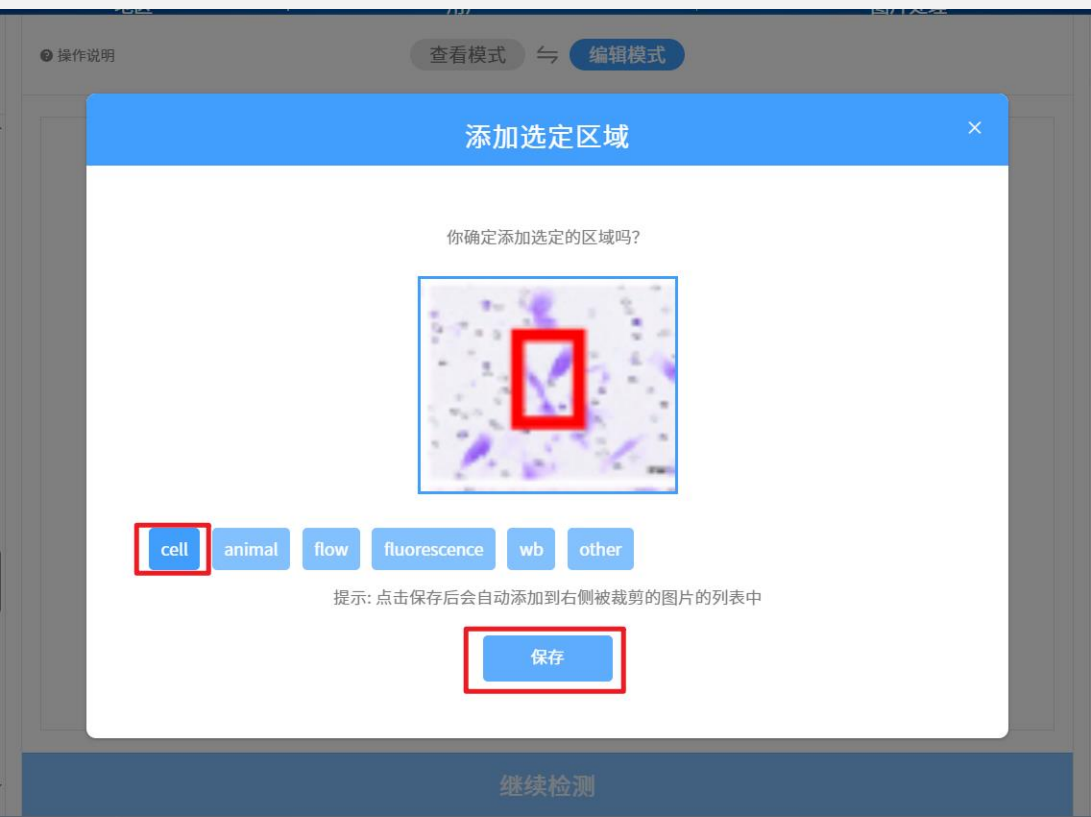 操作说明
查看模式 编辑模式
添加选定区域
你确定添加选定的区域吗?
cell animal flow fluorescence wb other
提示: 点击保存后会自动添加到右侧被裁剪的图片的列表中
保存
继续检测